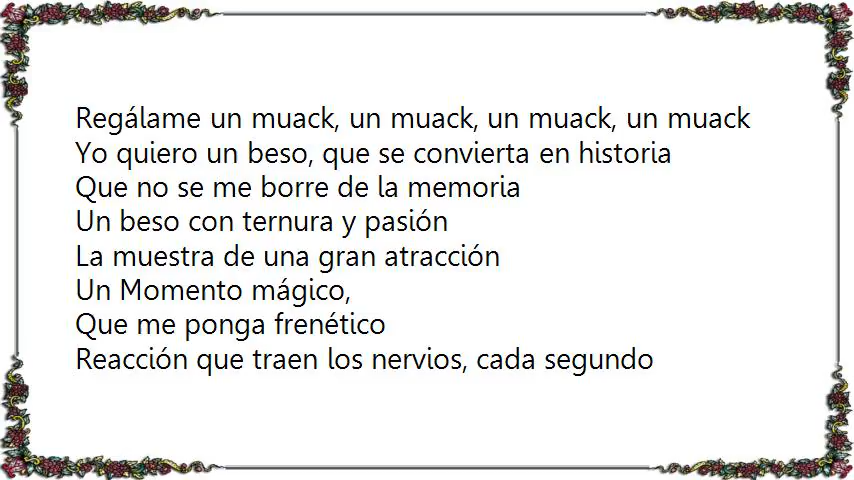 Regálame un muack, un muack, un muack, un muack
Yo quiero un beso, que se convierta en historia
Que no se me borre de la memoria
Un beso con ternura y pasión
La muestra de una gran atracción
Un Momento mágico,
Que me ponga frenético
Reacción que traen los nervios, cada segundo